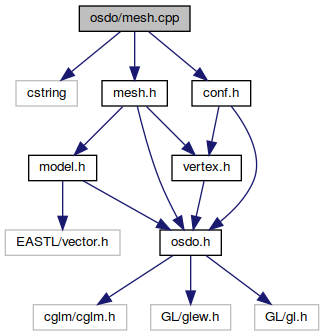 osdo/mesh.cpp
cstring
mesh.h
conf.h
model.h
vertex.h
EASTL/vector.h
osdo.h
cglm/cglm.h
GL/glew.h
GL/gl.h